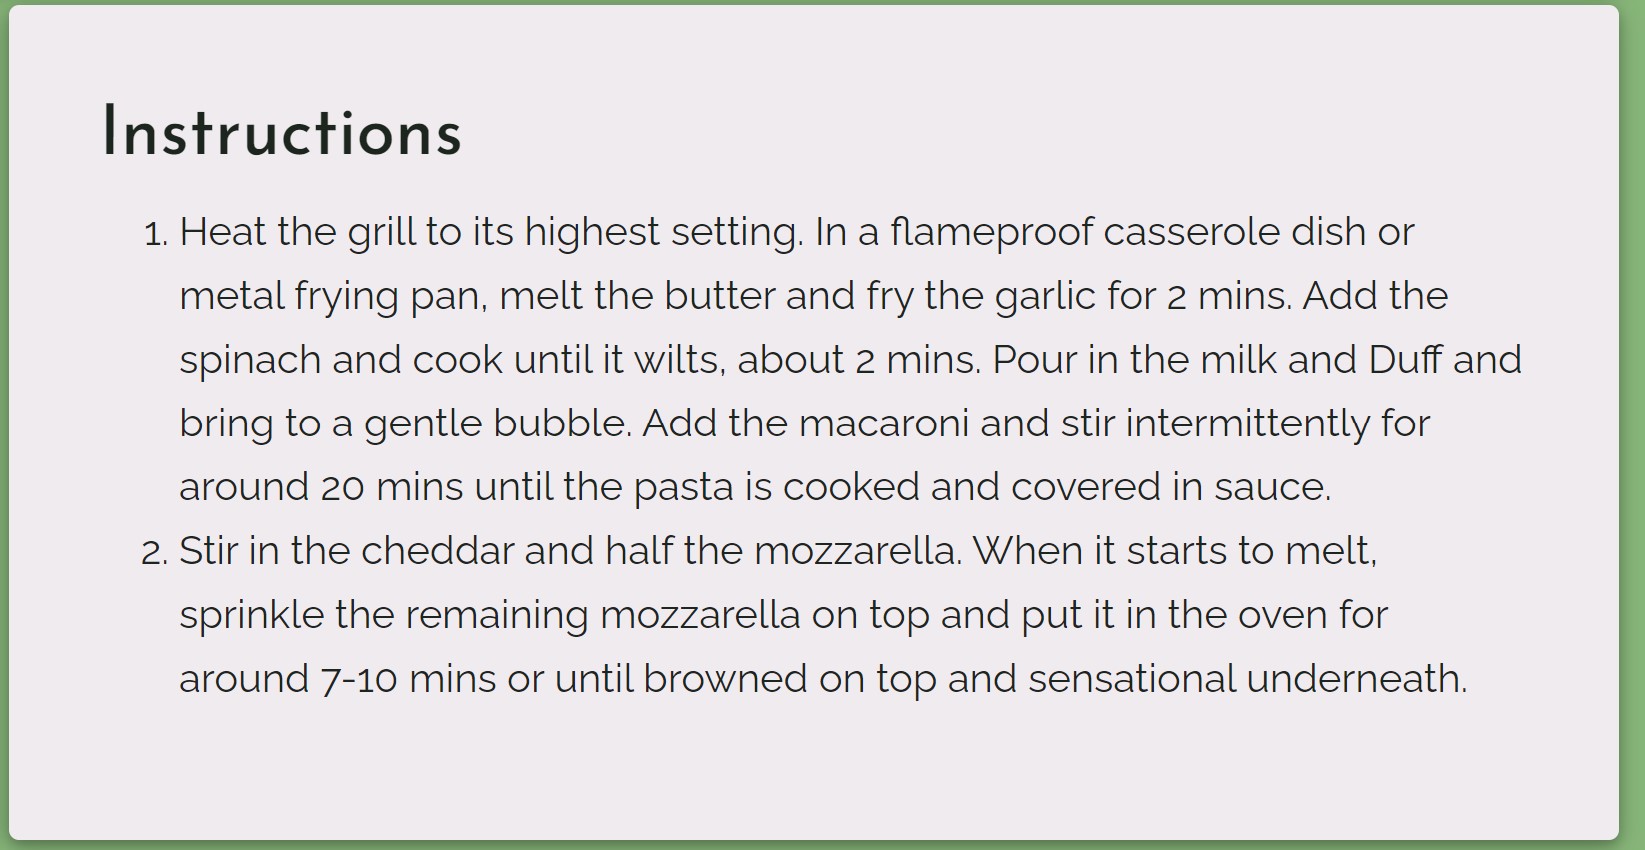 Instructions
1. Heat the grill to its highest setting. In a flameproof casserole dish or
metal frying pan, melt the butter and fry the garlic for 2 mins. Add the
spinach and cook until it wilts, about 2 mins. Pour in the milk and Duff and
bring to a gentle bubble. Add the macaroni and stir intermittently for
around 20 mins until the pasta is cooked and covered in sauce.
2. Stir in the cheddar and half the mozzarella. When it starts to melt,
sprinkle the remaining mozzarella on top and put it in the oven for
around 7-10 mins or until browned on top and sensational underneath.